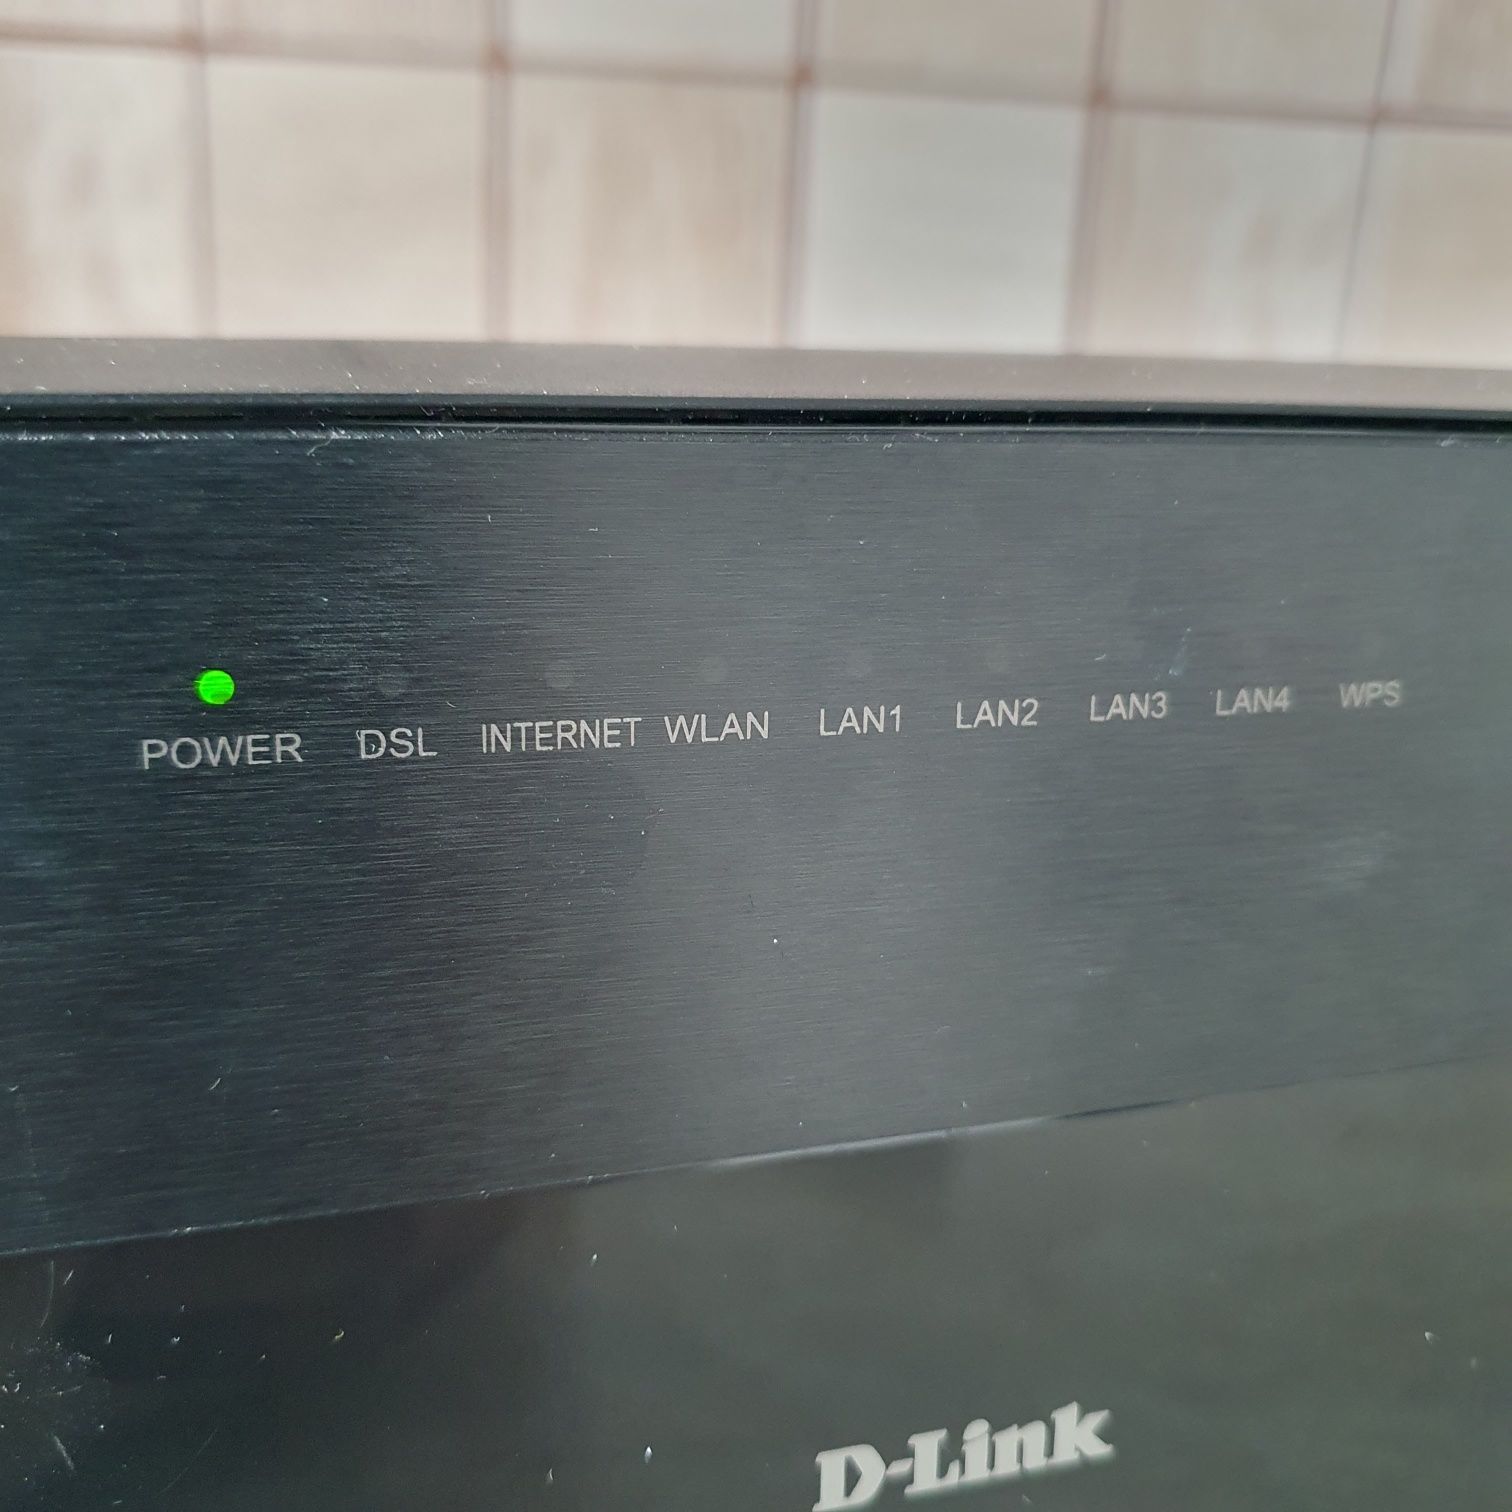 POWER DSL INTERNET WLAN LAN1 LAN2 LAN3 LAN4 WPS
D-Link